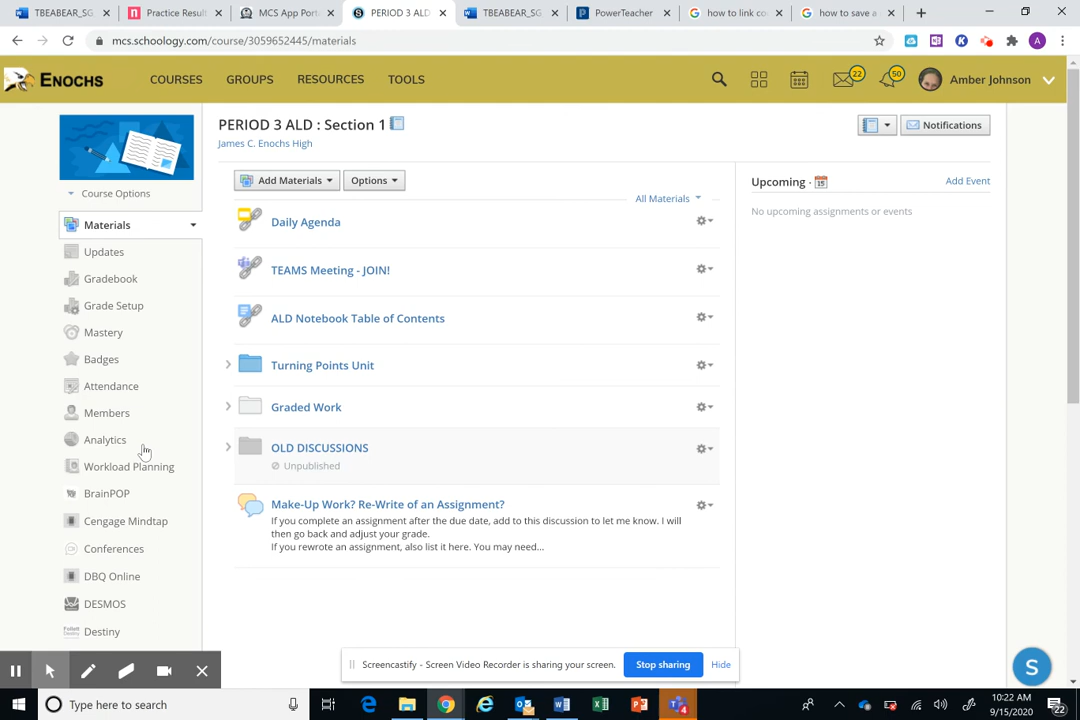 TBEABEAR_SG
Practice Result
MCS App Port
PERIOD 3 ALD
TBEABEAR_SG
PowerTeacher
how to link co
how to save a
mcs.schoology.com/course/3059652445/materials
A
ENOCHS
COURSES
GROUPS
RESOURCES
TOOLS
22
50
Amber Johnson
PERIOD 3 ALD : Section 1
James C. Enochs High
Notifications
Course Options
Add Materials
Options
All Materials
Upcoming ·
Add Event
No upcoming assignments or events
Materials
Updates
Gradebook
Grade Setup
Mastery
Badges
Attendance
Members
Analytics
Workload Planning
BrainPOP
Cengage Mindtap
Conferences
DBQ Online
DESMOS
Destiny
Daily Agenda
TEAMS Meeting - JOIN!
ALD Notebook Table of Contents
Turning Points Unit
Graded Work
OLD DISCUSSIONS
Unpublished
Make-Up Work? Re-Write of an Assignment?
If you complete an assignment after the due date, add to this discussion to let me know. I will
then go back and adjust your grade.
If you rewrote an assignment, also list it here. You may need...
Screencastify - Screen Video Recorder is sharing your screen.
Stop sharing
Hide
S
Type here to search
10:22 AM
9/15/2020
22